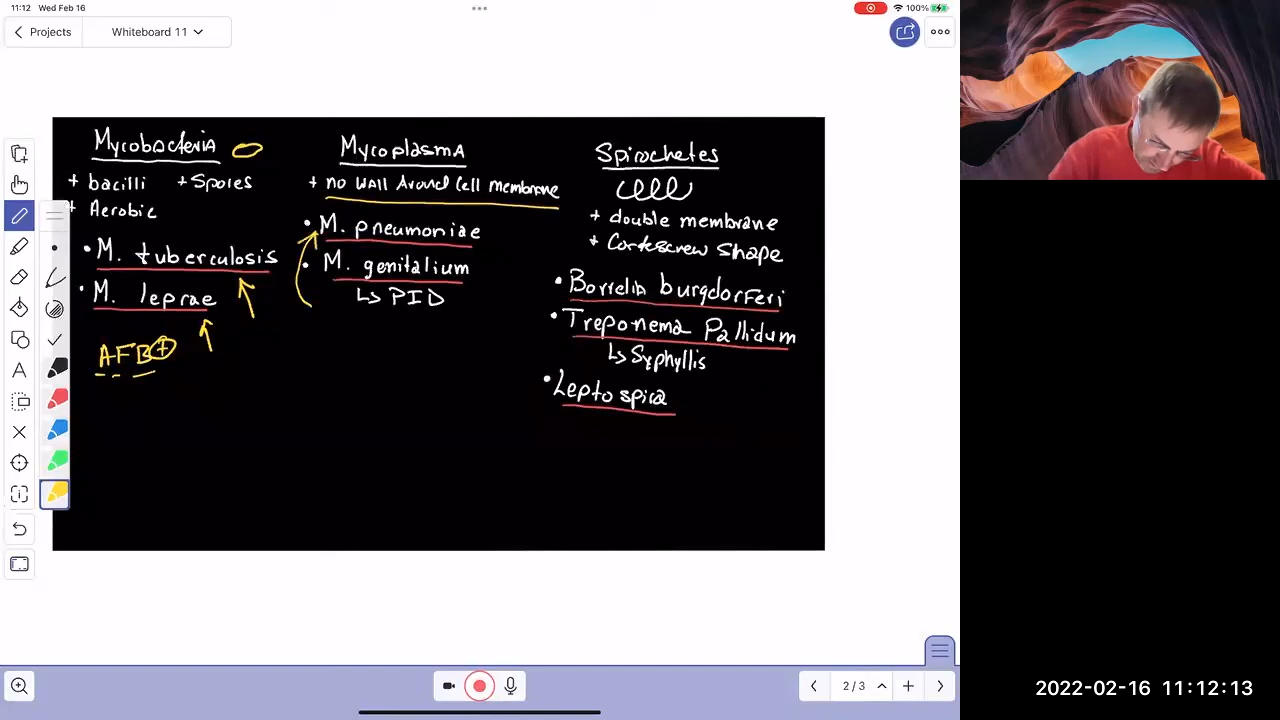 11:12 Wed Feb 16
100%
Projects
Whiteboard 11
Mycobacteria
+ bacilli + Spores
+ Aerobic
• M. tuberculosis
• M. leprae
AFB+
MycoplasmA
+ no wall Around Cell membrane
• M. pneumoniae
• M. genitalium
↳ PID
Spirochetes
+ double membrane
+ Corkscrew shape
• Borrelia burgdorferi
• Treponema Pallidum
↳ Syphyllis
• Leptospira
A
2/3
2022-02-16 11:12:13